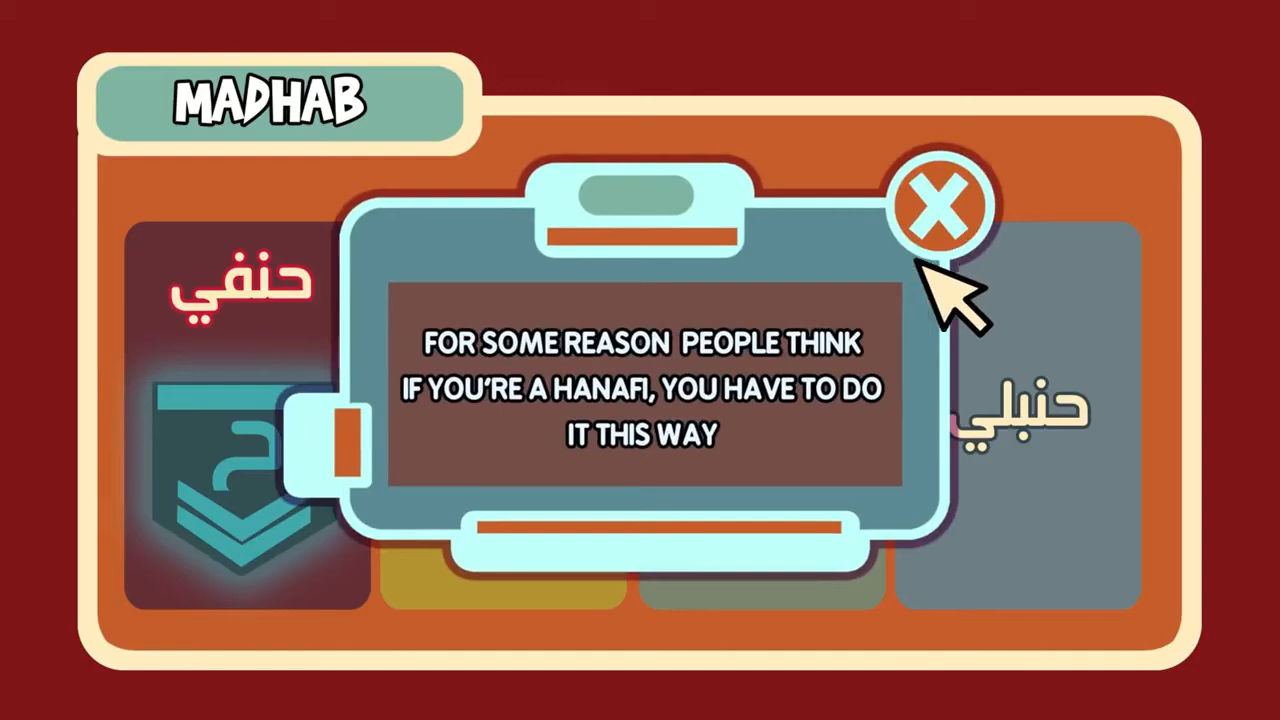 MADHAB
حنفي
ح
FOR SOME REASON PEOPLE THINK
IF YOU'RE A HANAFI, YOU HAVE TO DO
IT THIS WAY
حنبلي